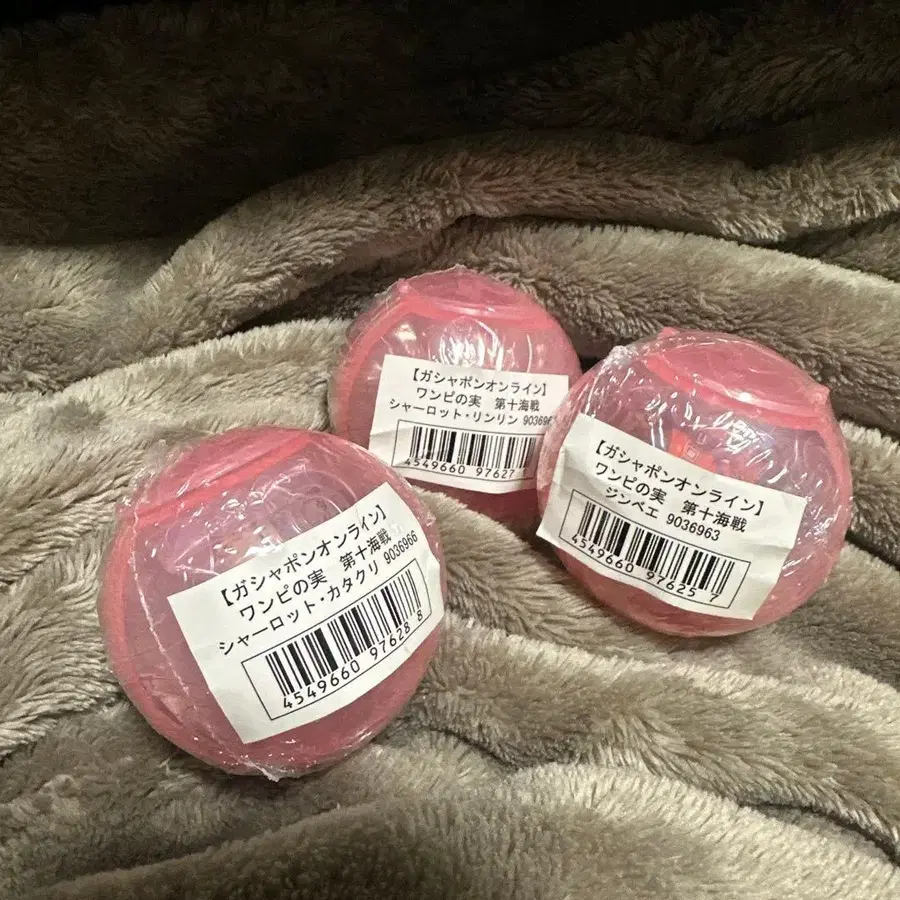 【ガシャポンオンライン】
ワンピの実 第十海戦
シャーロット・リンリン
4549660 97627
【ガシャポンオンライン】
ワンピの実 第十海戦
ジンベエ 9036963
4549660 97625 7
【ガシャポンオンライン】
ワンピの実 第十海戦
シャーロット・カタクリ 9036966
4549660 97628 8